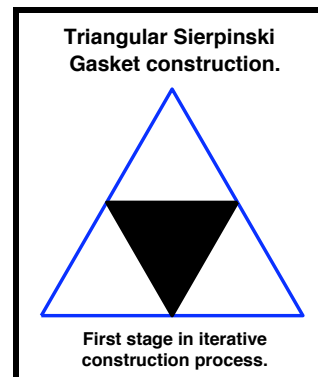 Triangular Sierpinski
Gasket construction.
First stage in iterative
construction process.